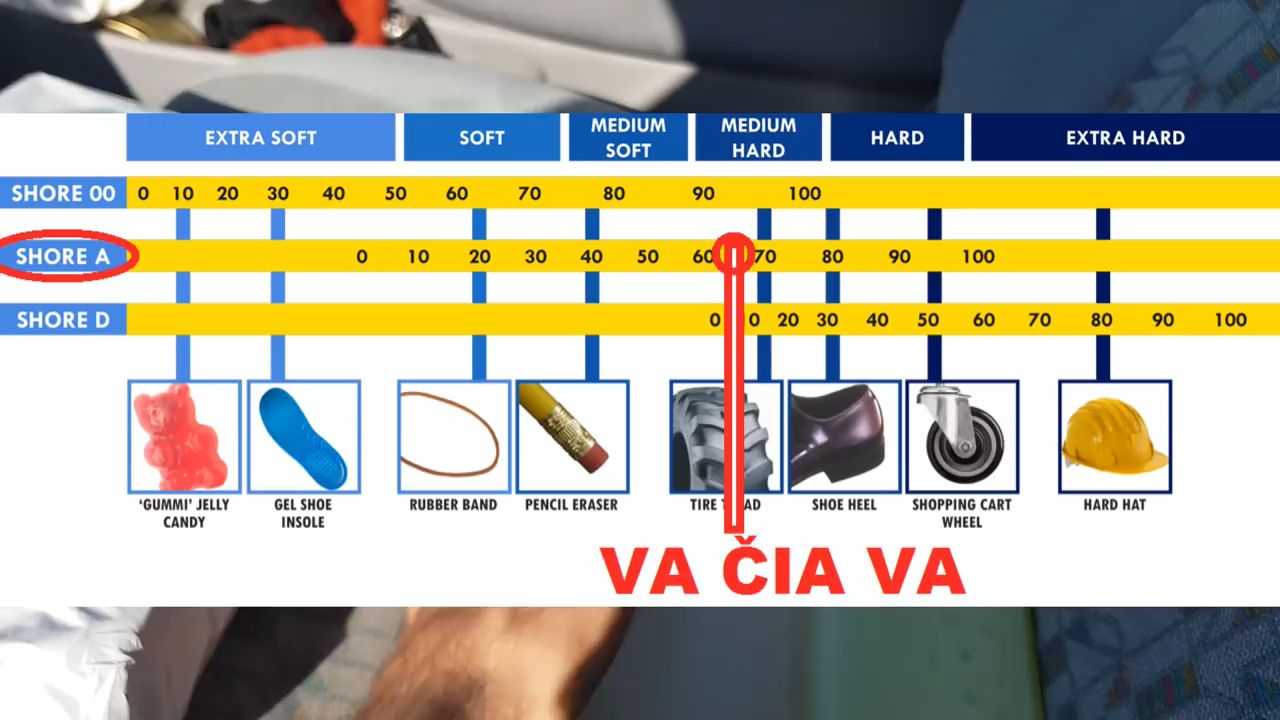 EXTRA SOFT SOFT MEDIUM SOFT MEDIUM HARD HARD EXTRA HARD
SHORE 00 0 10 20 30 40 50 60 70 80 90 100
SHORE A 0 10 20 30 40 50 60 70 80 90 100
SHORE D 0 0 20 30 40 50 60 70 80 90 100
'GUMMI' JELLY CANDY
GEL SHOE INSOLE
RUBBER BAND
PENCIL ERASER
TIRE
SHOE HEEL
SHOPPING CART WHEEL
HARD HAT
VA ČIA VA